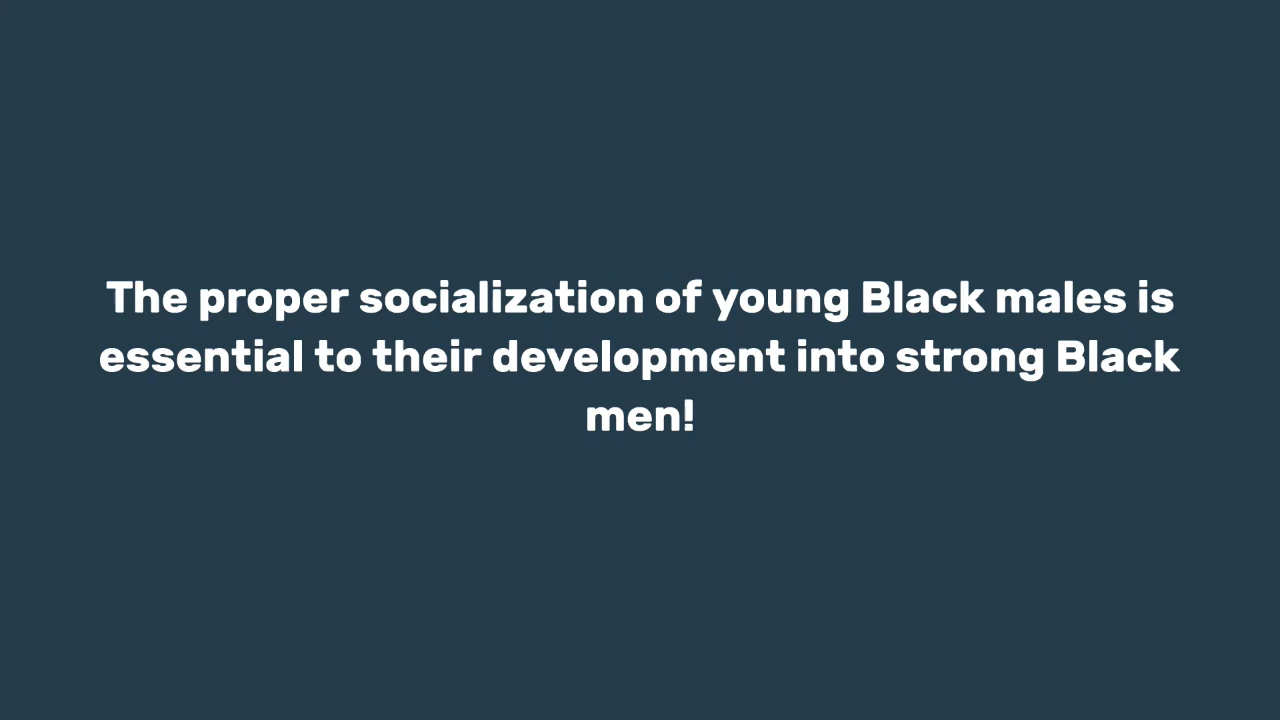 The proper socialization of young Black males is
essential to their development into strong Black
men!